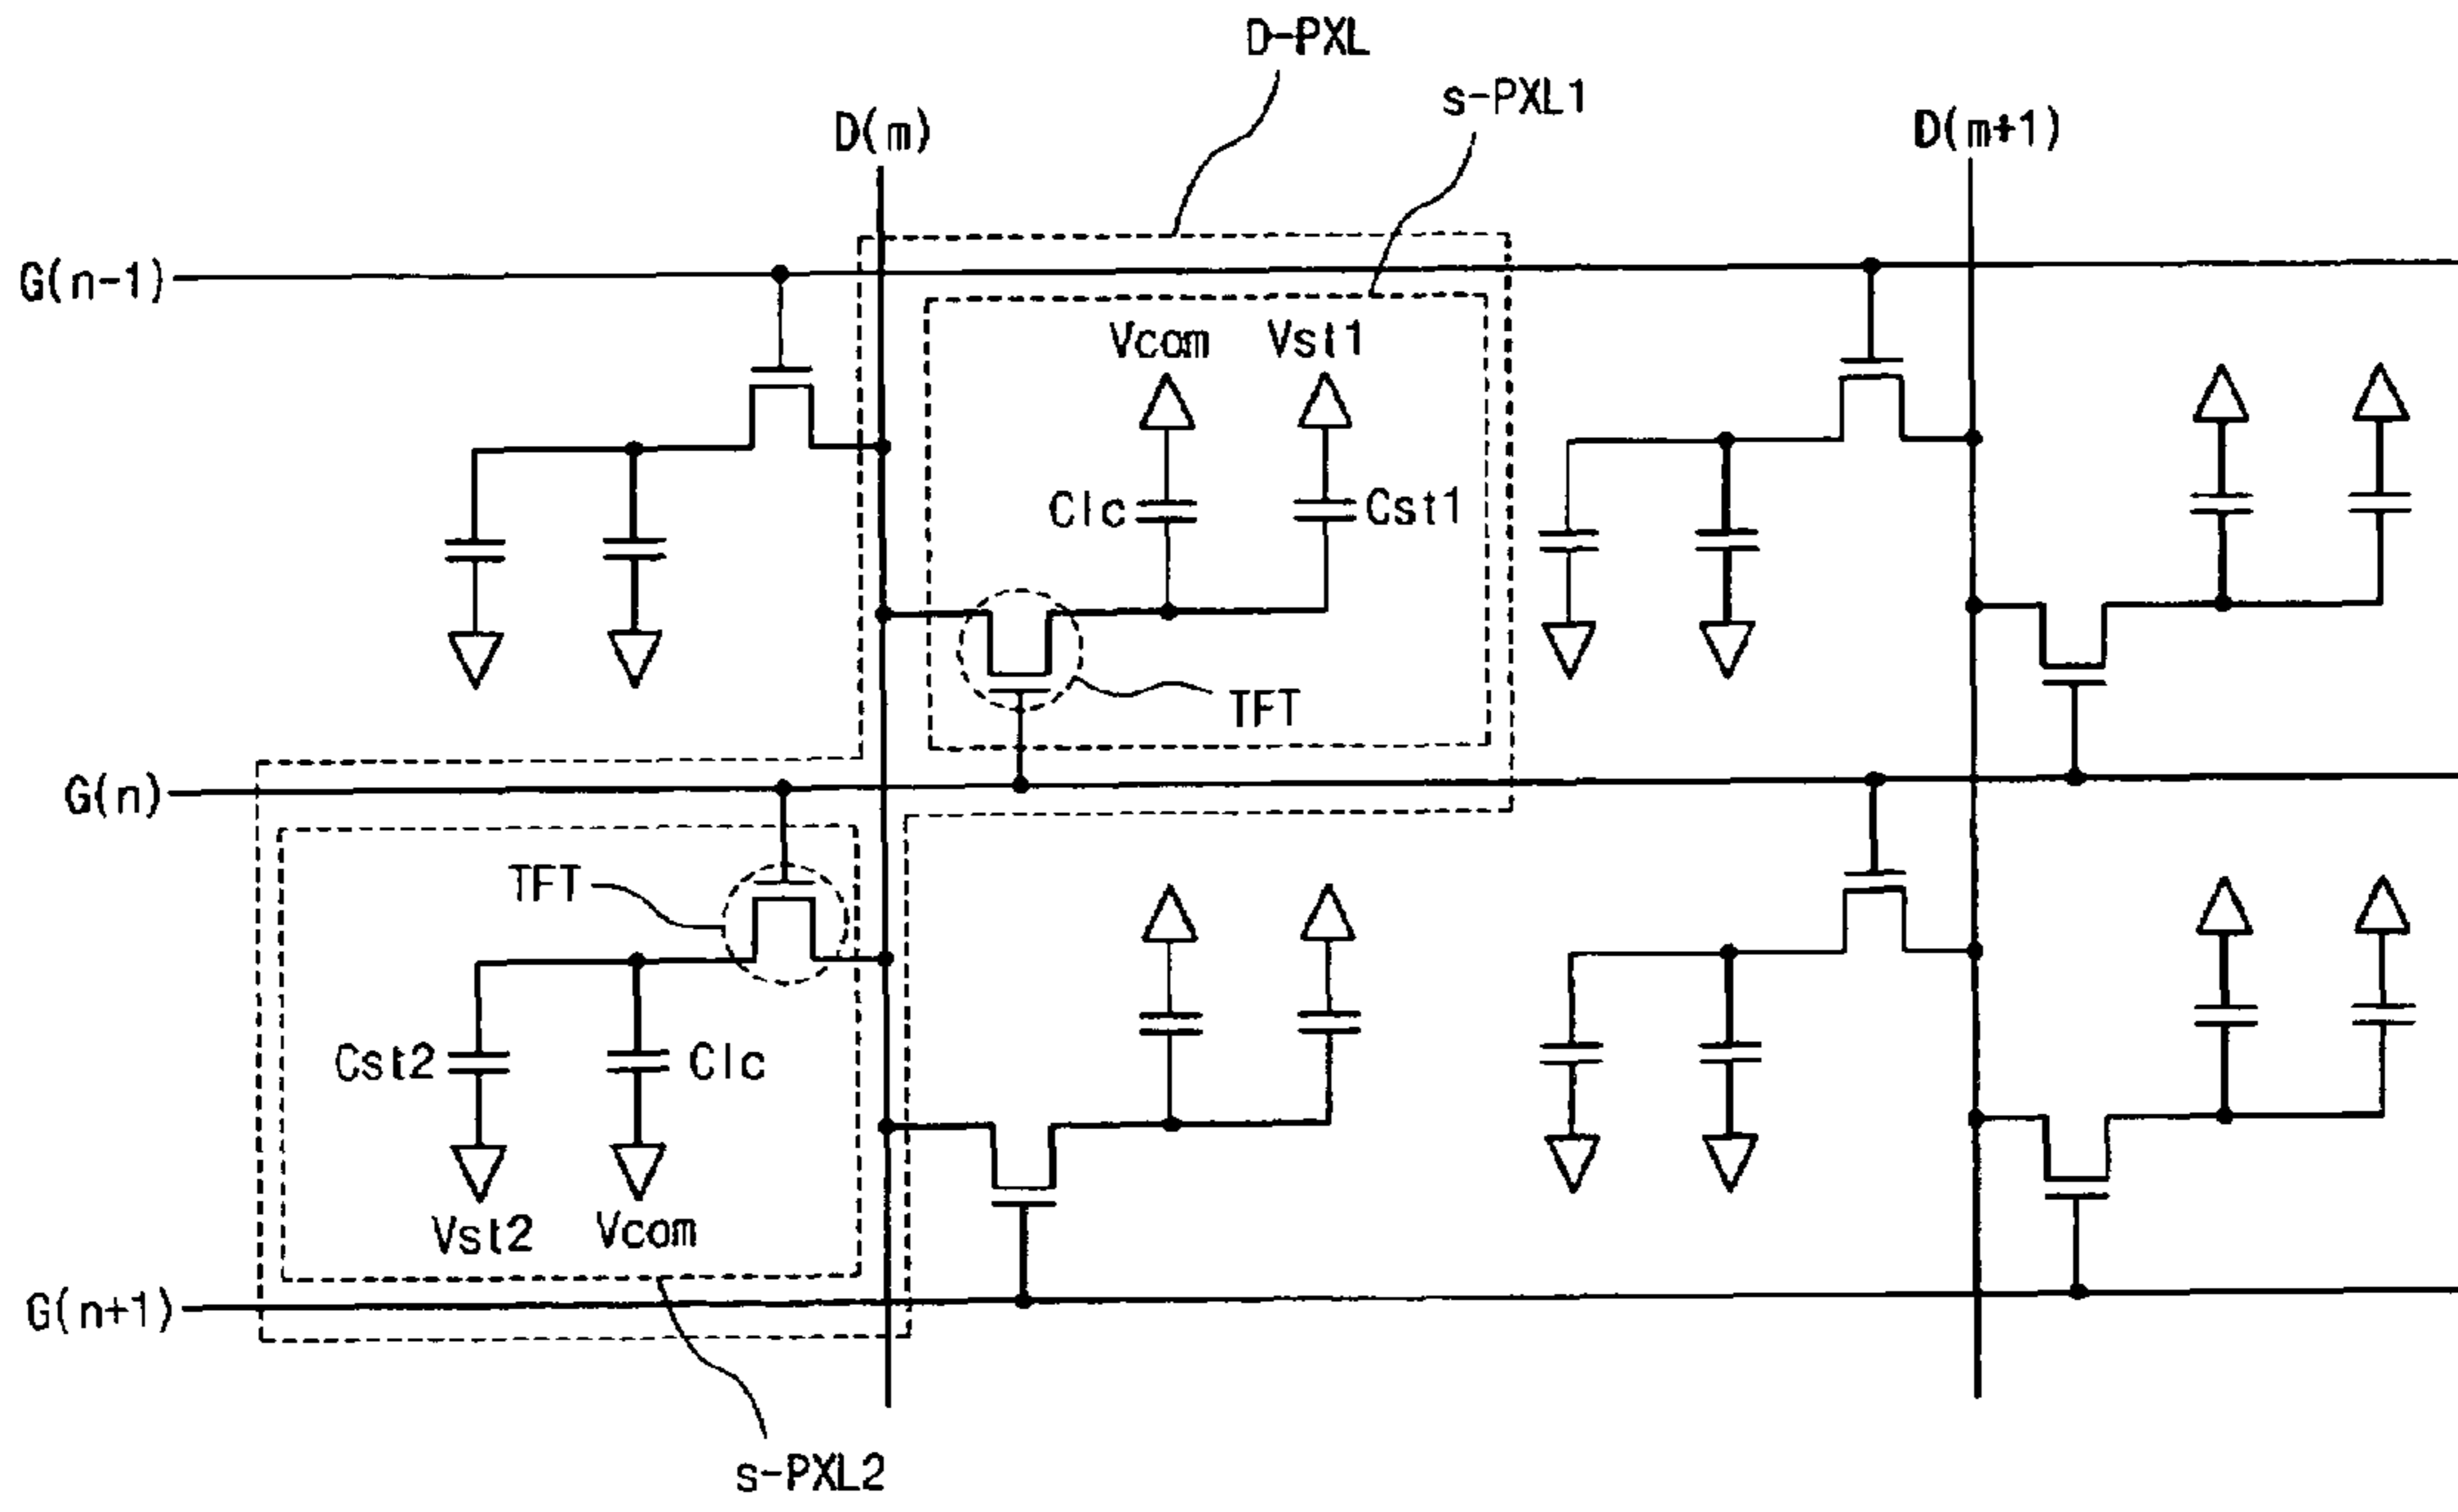 D-PXL
s-PXL1
D(m)
D(m+1)
G(n-1)
Vcom
Vst1
Clc
Cst1
TFT
G(n)
TFT
Cst2
Clc
Vst2
Vcom
G(n+1)
s-PXL2